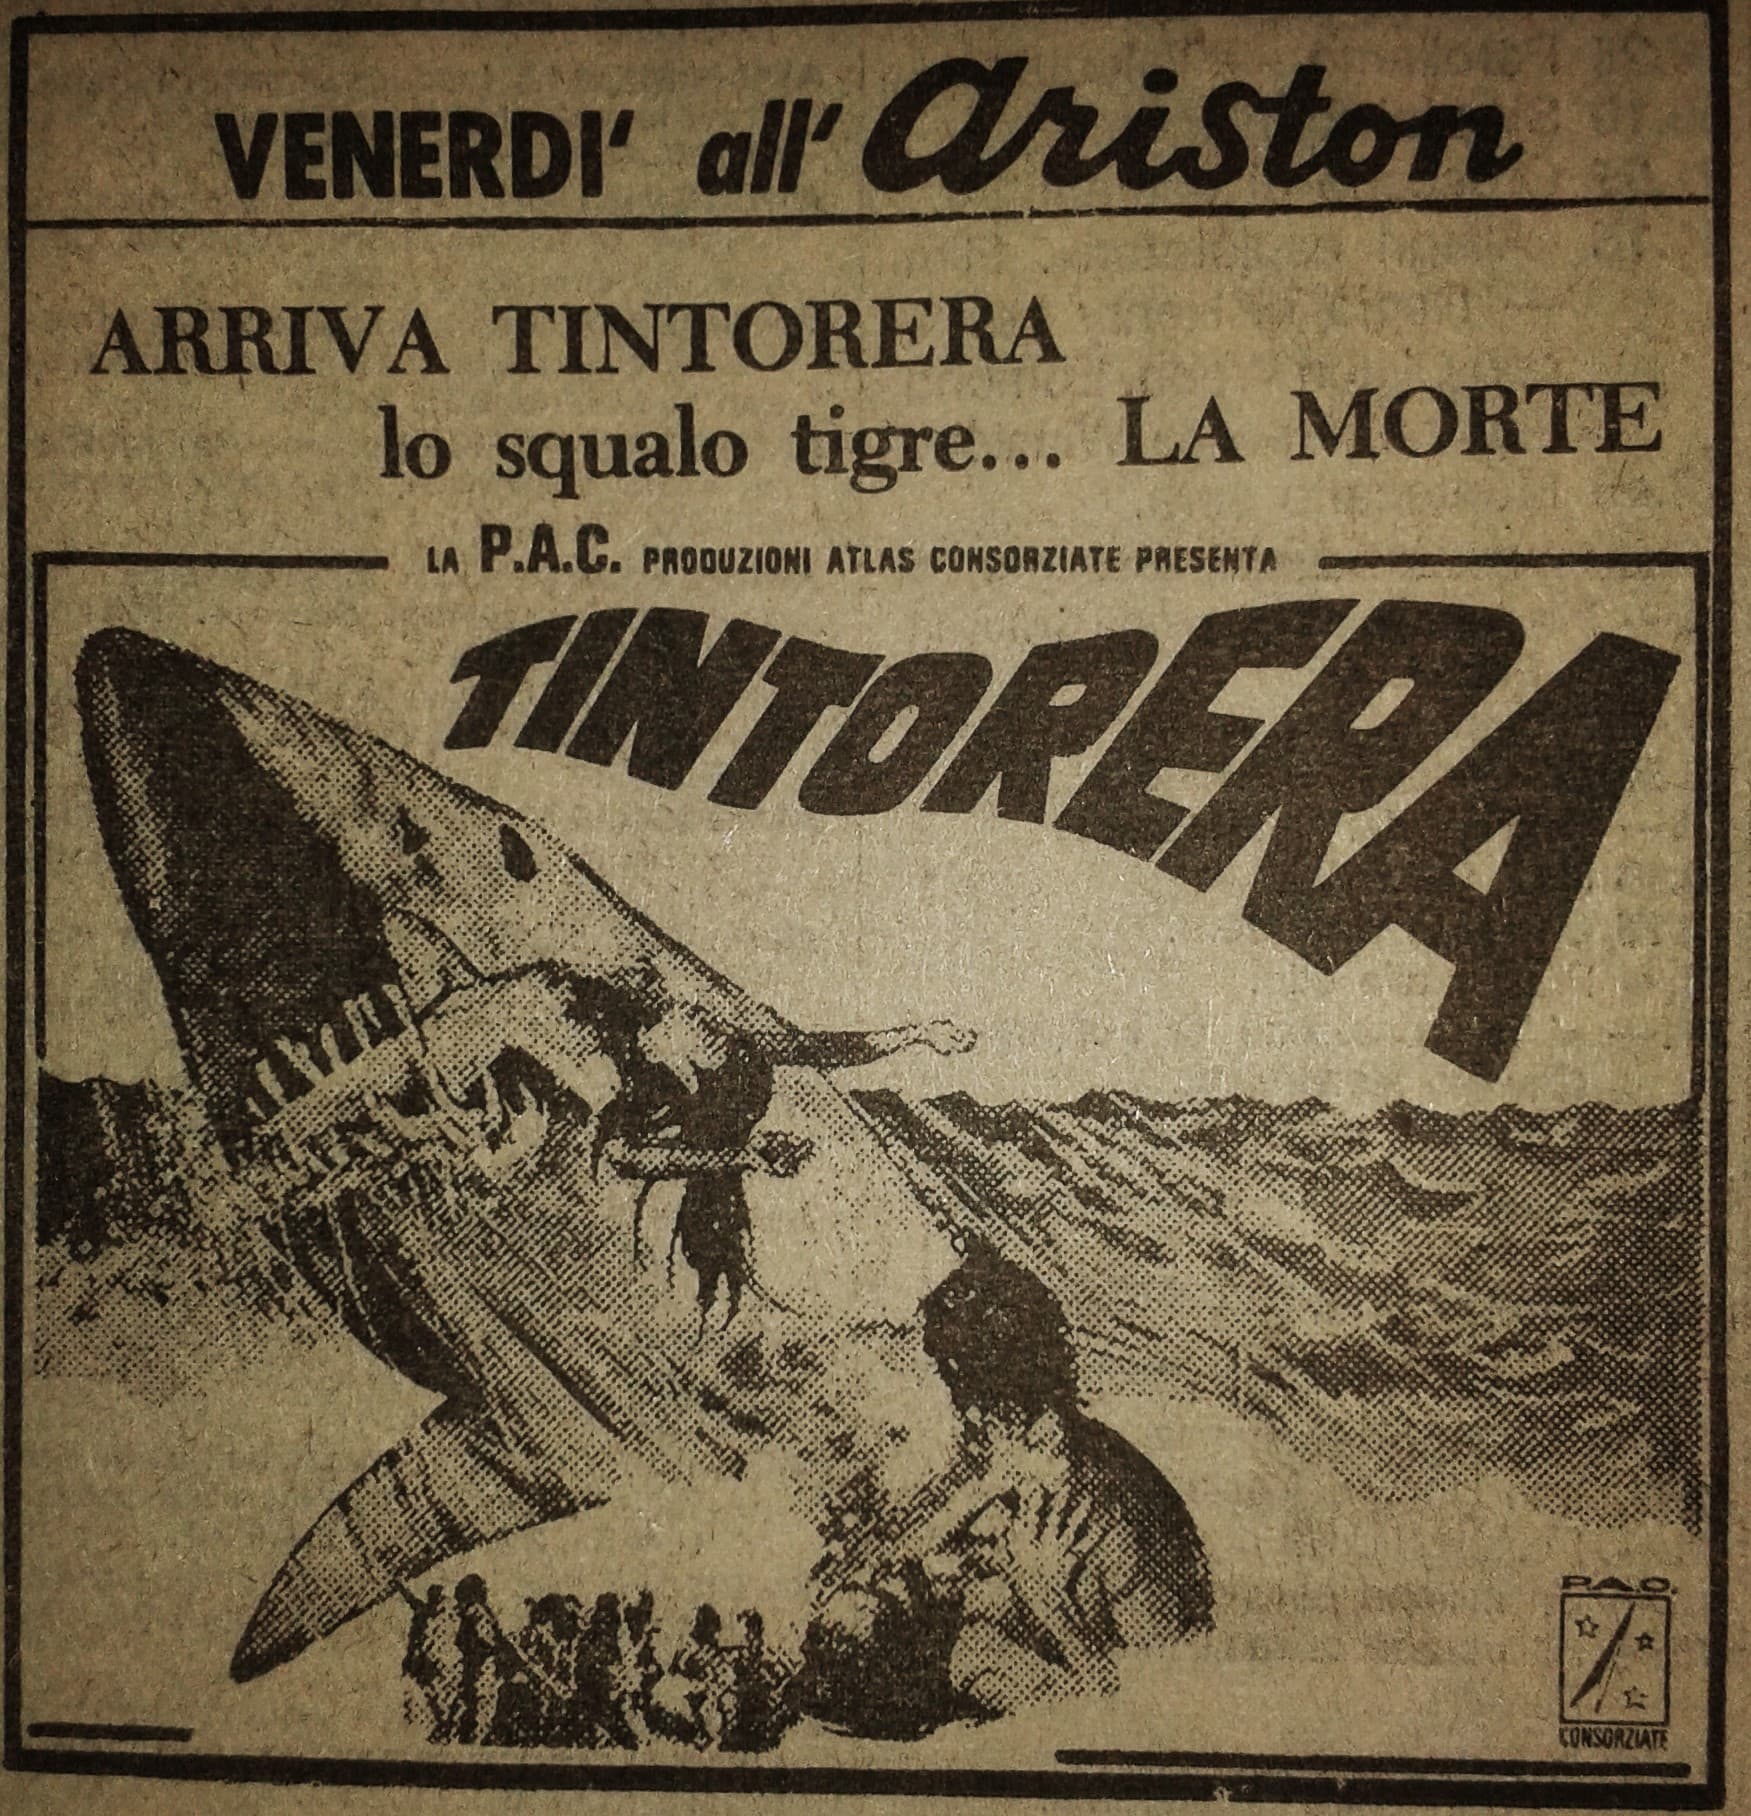 VENERDI' all' Ariston
ARRIVA TINTORERA
lo squalo tigre... LA MORTE
LA P.A.C. PRODUZIONI ATLAS CONSORZIATE PRESENTA
TINTORERA
P.A.C.
CONSORZIATE